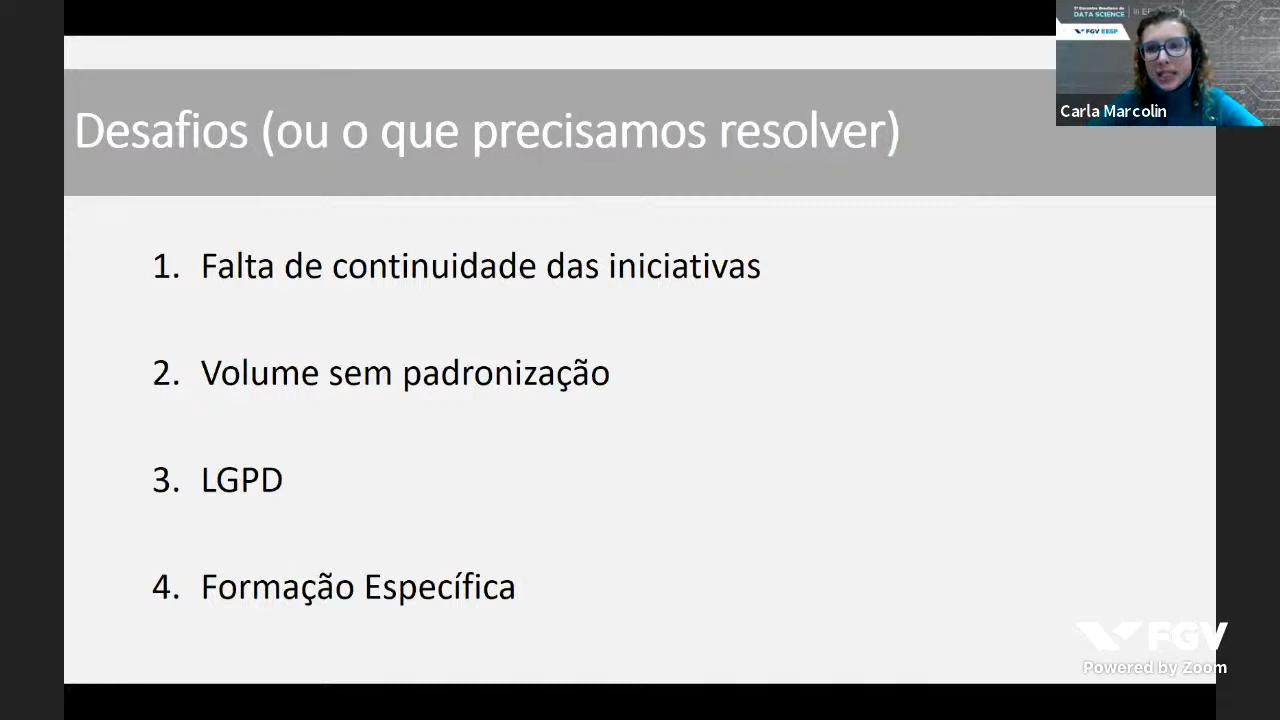 DATA SCIENCE
FGV EESP
Carla Marcolin
Desafios (ou o que precisamos resolver)
1. Falta de continuidade das iniciativas
2. Volume sem padronização
3. LGPD
4. Formação Específica
FGV
Powered by Zoom